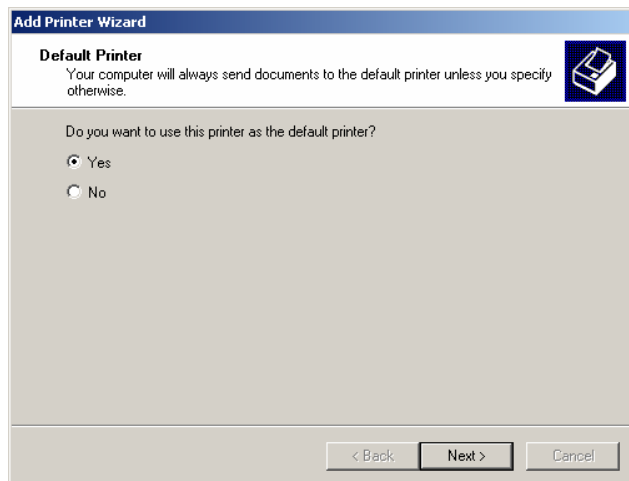 Add Printer Wizard
Default Printer
Your computer will always send documents to the default printer unless you specify
otherwise.
Do you want to use this printer as the default printer?
Yes
No
< Back
Next >
Cancel